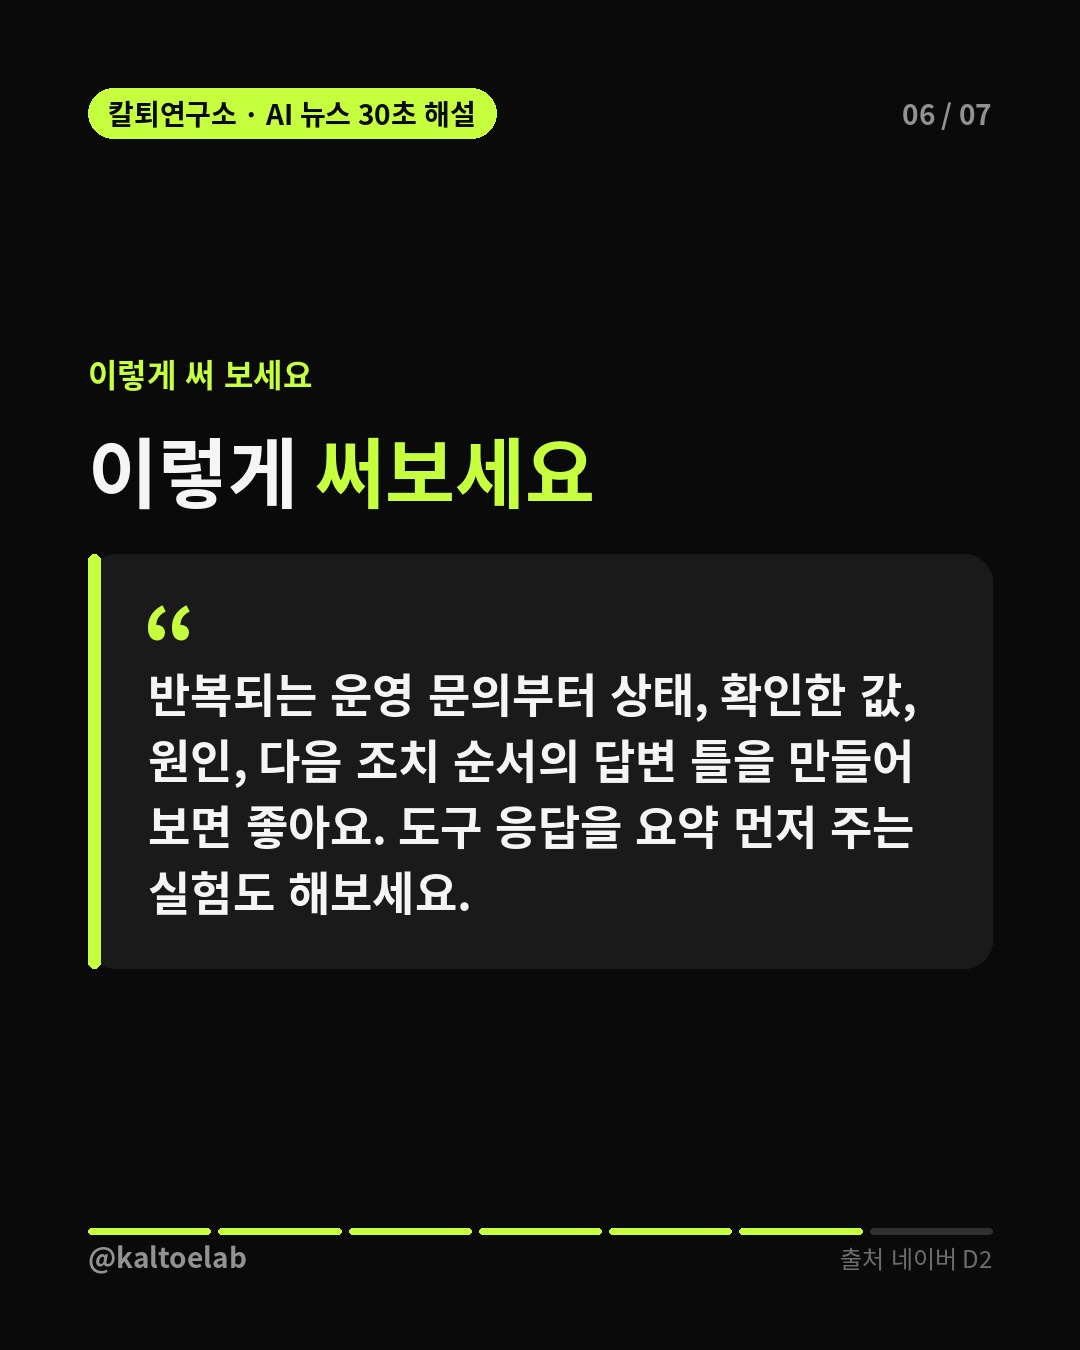 칼퇴연구소 · AI 뉴스 30초 해설
06 / 07
이렇게 써 보세요
이렇게 써보세요
“
반복되는 운영 문의부터 상태, 확인한 값,
원인, 다음 조치 순서의 답변 틀을 만들어
보면 좋아요. 도구 응답을 요약 먼저 주는
실험도 해보세요.
@kaltoelab
출처 네이버 D2